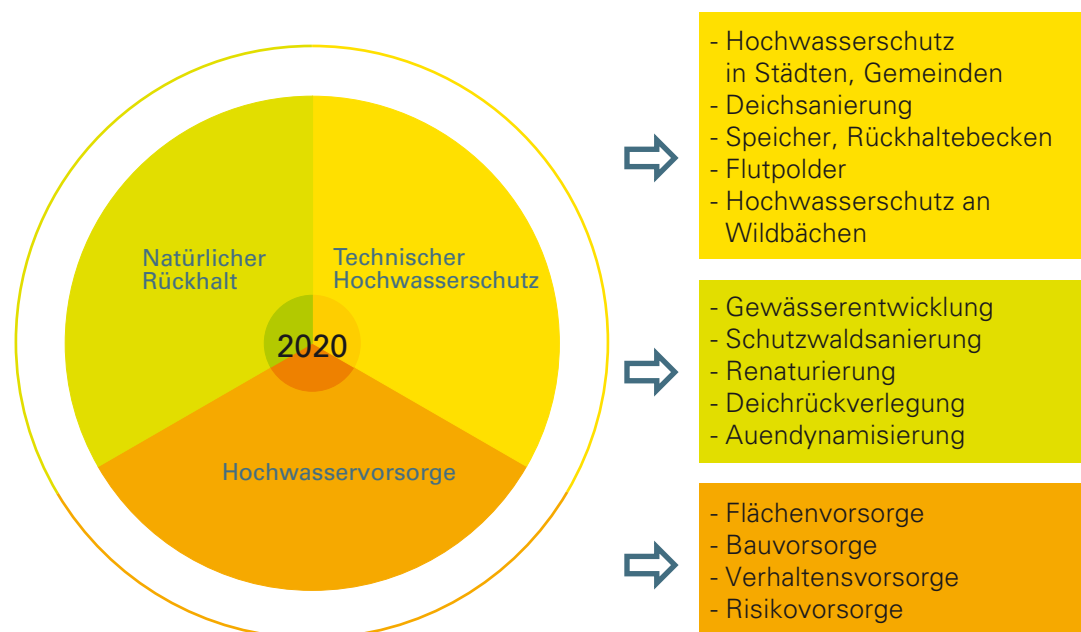 Natürlicher
Rückhalt
Technischer
Hochwasserschutz
2020
Hochwasservorsorge
- Hochwasserschutz
in Städten, Gemeinden
- Deichsanierung
- Speicher, Rückhaltebecken
- Flutpolder
- Hochwasserschutz an
Wildbächen
- Gewässerentwicklung
- Schutzwaldsanierung
- Renaturierung
- Deichrückverlegung
- Auendynamisierung
- Flächenvorsorge
- Bauvorsorge
- Verhaltensvorsorge
- Risikovorsorge